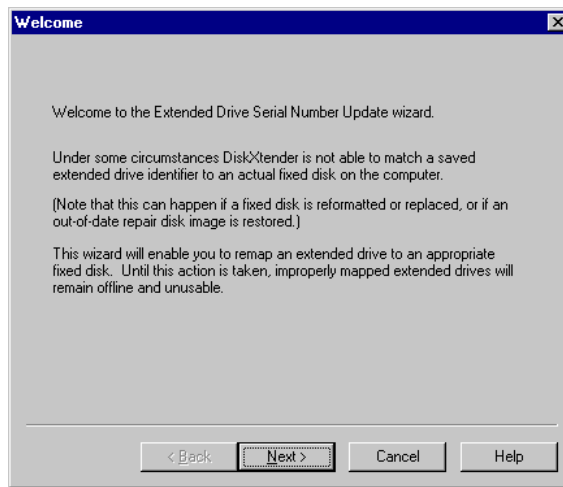 Welcome
Welcome to the Extended Drive Serial Number Update wizard.
Under some circumstances DiskXtender is not able to match a saved
extended drive identifier to an actual fixed disk on the computer.
(Note that this can happen if a fixed disk is reformatted or replaced, or if an
out-of-date repair disk image is restored.)
This wizard will enable you to remap an extended drive to an appropriate
fixed disk.  Until this action is taken, improperly mapped extended drives will
remain offline and unusable.
< Back Next > Cancel Help